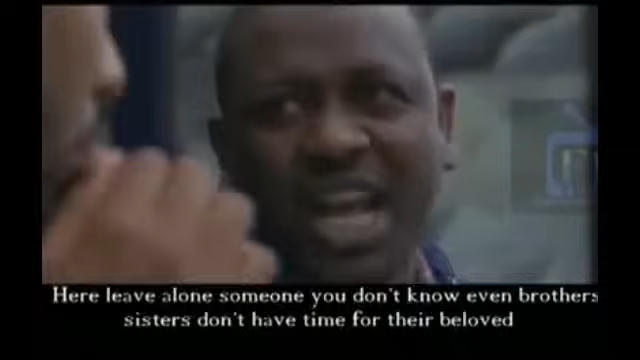 Here leave alone someone you don't know even brothers
sisters don't have time for their beloved